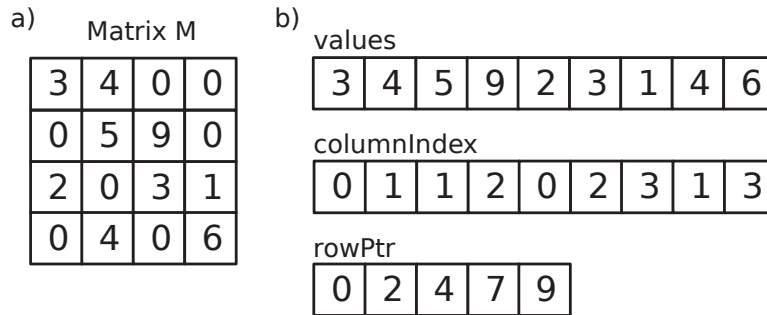 a)
Matrix M
3 4 0 0
0 5 9 0
2 0 3 1
0 4 0 6
b)
values
3 4 5 9 2 3 1 4 6
columnIndex
0 1 1 2 0 2 3 1 3
rowPtr
0 2 4 7 9